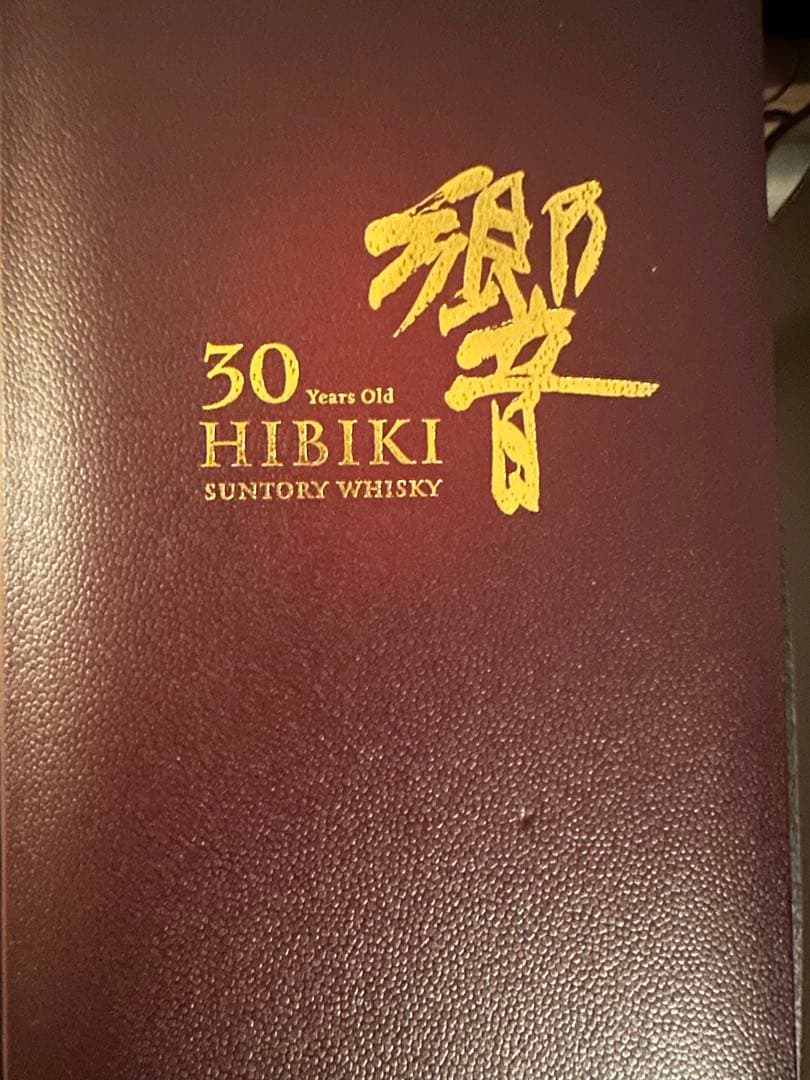 響
30 Years Old
HIBIKI
SUNTORY WHISKY